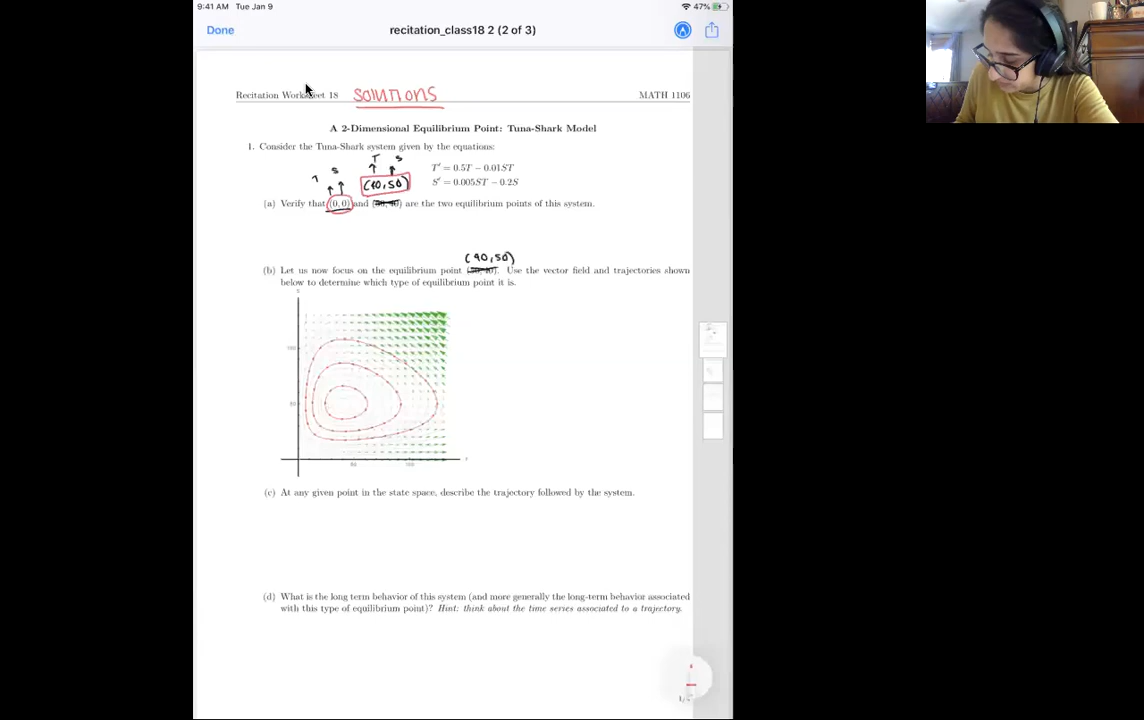 9:41 AM Tue Jan 9 47%
Done recitation_class18 2 (2 of 3)
Recitation Worksheet 18 solutions MATH 1106
A 2-Dimensional Equilibrium Point: Tuna-Shark Model
1. Consider the Tuna-Shark system given by the equations:
T S
T S
T′ = 0.5T − 0.01ST
(40,50)
S′ = 0.005ST − 0.2S
(a) Verify that (0, 0) and are the two equilibrium points of this system.
(40,50)
(b) Let us now focus on the equilibrium point Use the vector field and trajectories shown
below to determine which type of equilibrium point it is.
100
50
50 100
(c) At any given point in the state space, describe the trajectory followed by the system.
(d) What is the long term behavior of this system (and more generally the long-term behavior associated
with this type of equilibrium point)? Hint: think about the time series associated to a trajectory.